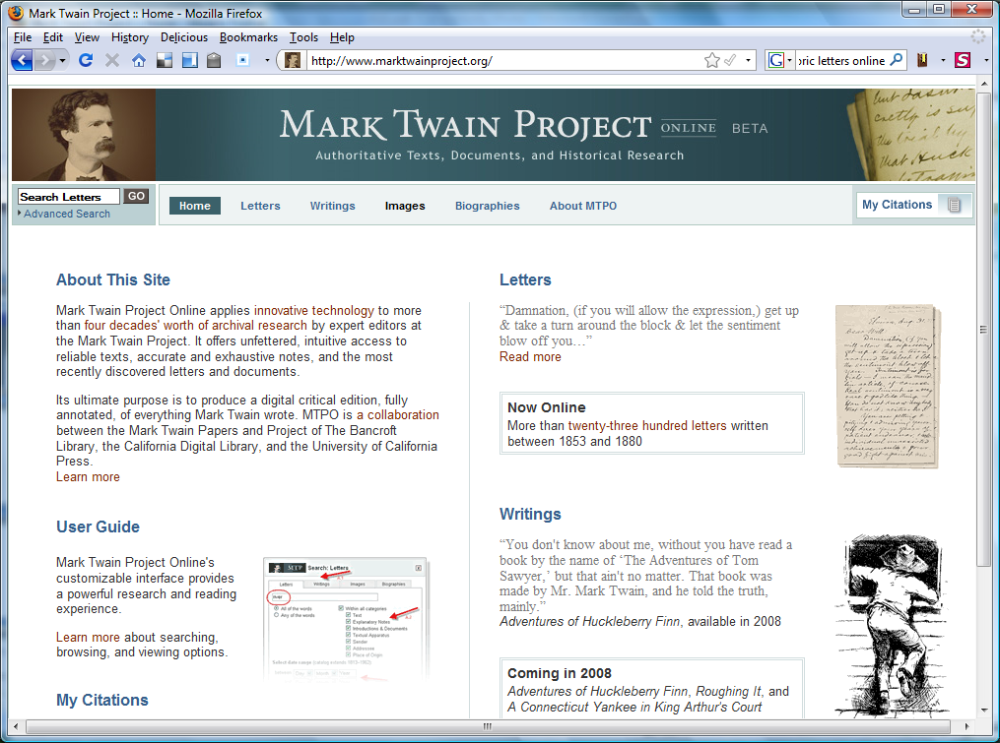 Mark Twain Project :: Home - Mozilla Firefox
File Edit View History Delicious Bookmarks Tools Help
http://www.marktwainproject.org/
ric letters online
MARK TWAIN PROJECT ONLINE BETA
Authoritative Texts, Documents, and Historical Research
Search Letters GO
Advanced Search
Home Letters Writings Images Biographies About MTPO
My Citations
About This Site
Mark Twain Project Online applies innovative technology to more
than four decades' worth of archival research by expert editors at
the Mark Twain Project. It offers unfettered, intuitive access to
reliable texts, accurate and exhaustive notes, and the most
recently discovered letters and documents.
Its ultimate purpose is to produce a digital critical edition, fully
annotated, of everything Mark Twain wrote. MTPO is a collaboration
between the Mark Twain Papers and Project of The Bancroft
Library, the California Digital Library, and the University of California
Press.
Learn more
User Guide
Mark Twain Project Online's
customizable interface provides
a powerful research and reading
experience.
Learn more about searching,
browsing, and viewing options.
MTP Search: Letters
Letters Writings Images Biographies
river
All of the words
Any of the words
Within all categories
Text
Explanatory Notes
Introductions & Documents
Textual Apparatus
Sender
Addressee
Place of Origin
My Citations
Letters
“Damnation, (if you will allow the expression,) get up
& take a turn around the block & let the sentiment
blow off you…”
Read more
Now Online
More than twenty-three hundred letters written
between 1853 and 1880
Writings
“You don't know about me, without you have read a
book by the name of ‘The Adventures of Tom
Sawyer,’ but that ain't no matter. That book was
made by Mr. Mark Twain, and he told the truth,
mainly.”
Adventures of Huckleberry Finn, available in 2008
Coming in 2008
Adventures of Huckleberry Finn, Roughing It, and
A Connecticut Yankee in King Arthur's Court